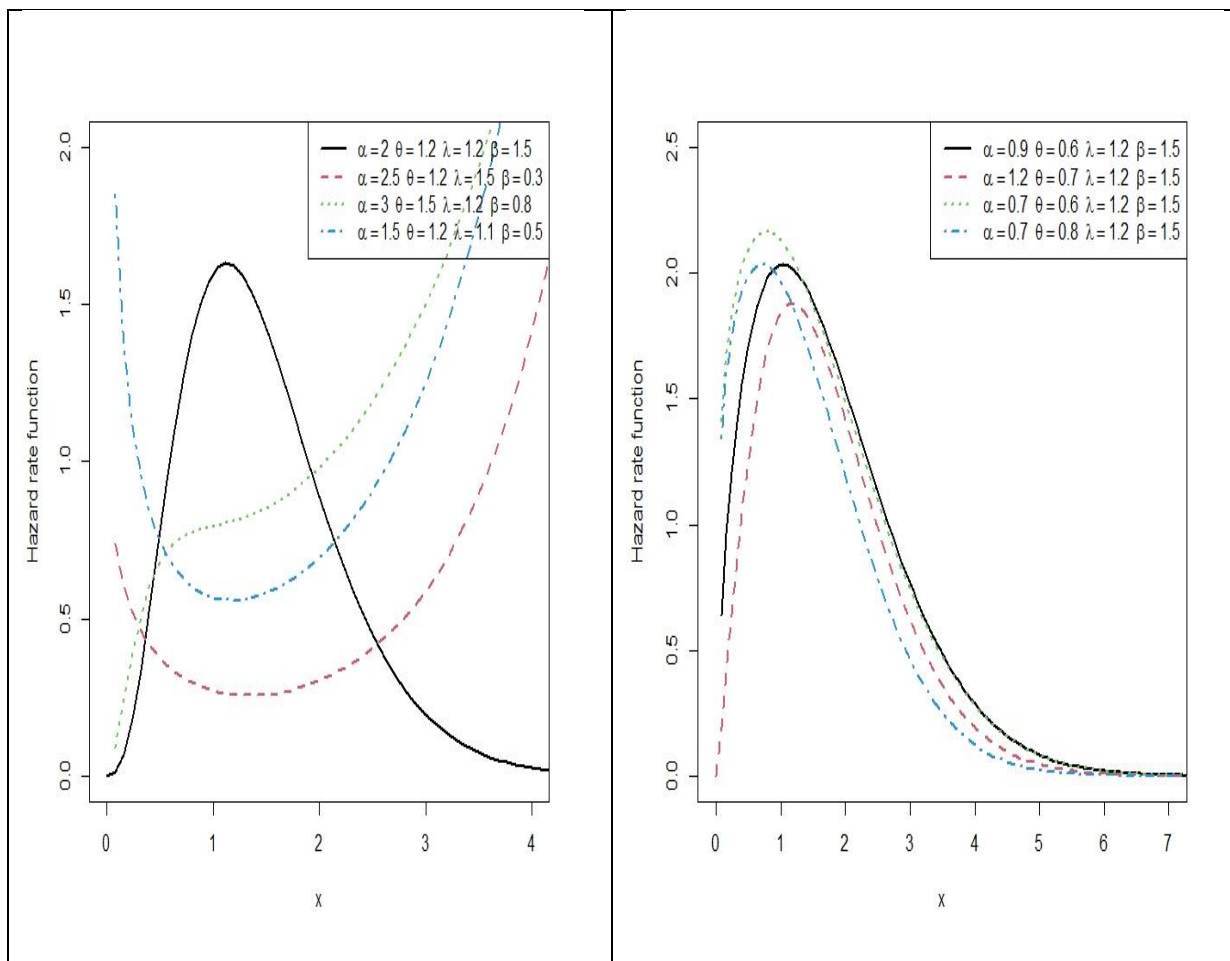 Hazard rate function
2.0
1.5
1.0
0.5
0.0
α=2 θ=1.2 λ=1.2 β=1.5
α=2.5 θ=1.2 λ=1.5 β=0.3
α=3 θ=1.5 λ=1.2 β=0.8
α=1.5 θ=1.2 λ=1.1 β=0.5
0 1 2 3 4
x
Hazard rate function
2.5
2.0
1.5
1.0
0.5
0.0
α=0.9 θ=0.6 λ=1.2 β=1.5
α=1.2 θ=0.7 λ=1.2 β=1.5
α=0.7 θ=0.6 λ=1.2 β=1.5
α=0.7 θ=0.8 λ=1.2 β=1.5
0 1 2 3 4 5 6 7
x